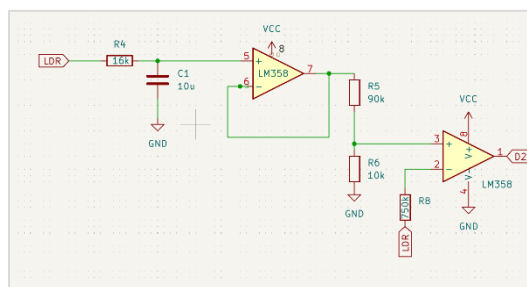 VCC
R4
LDR
16k
5
+
8
7
LM358
6
-
C1
10u
GND
R5
90k
VCC
3
+
8
V+
1
D2
2
-
V-
4
LM358
R6
10k
GND
R8
750k
LDR
GND